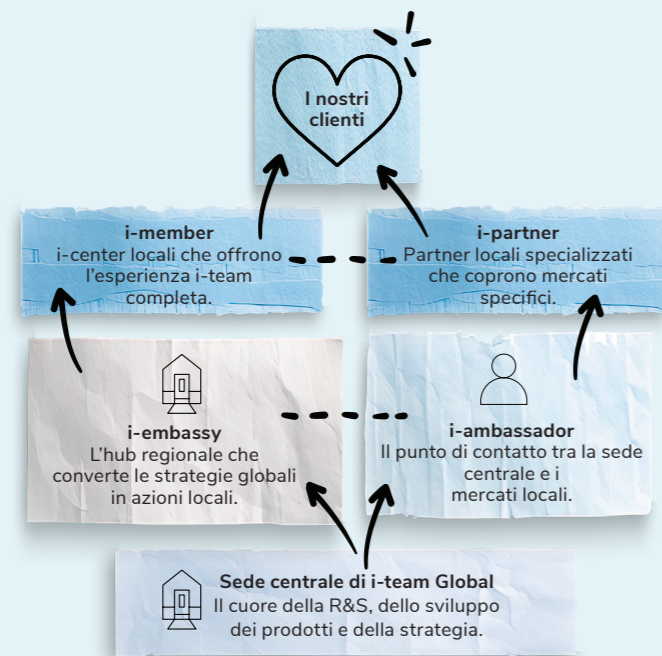 I nostri
clienti
i-member
i-center locali che offrono
l'esperienza i-team
completa.
i-partner
Partner locali specializzati
che coprono mercati
specifici.
i-embassy
L'hub regionale che
converte le strategie globali
in azioni locali.
i-ambassador
Il punto di contatto tra la sede
centrale e i
mercati locali.
Sede centrale di i-team Global
Il cuore della R&S, dello sviluppo
dei prodotti e della strategia.